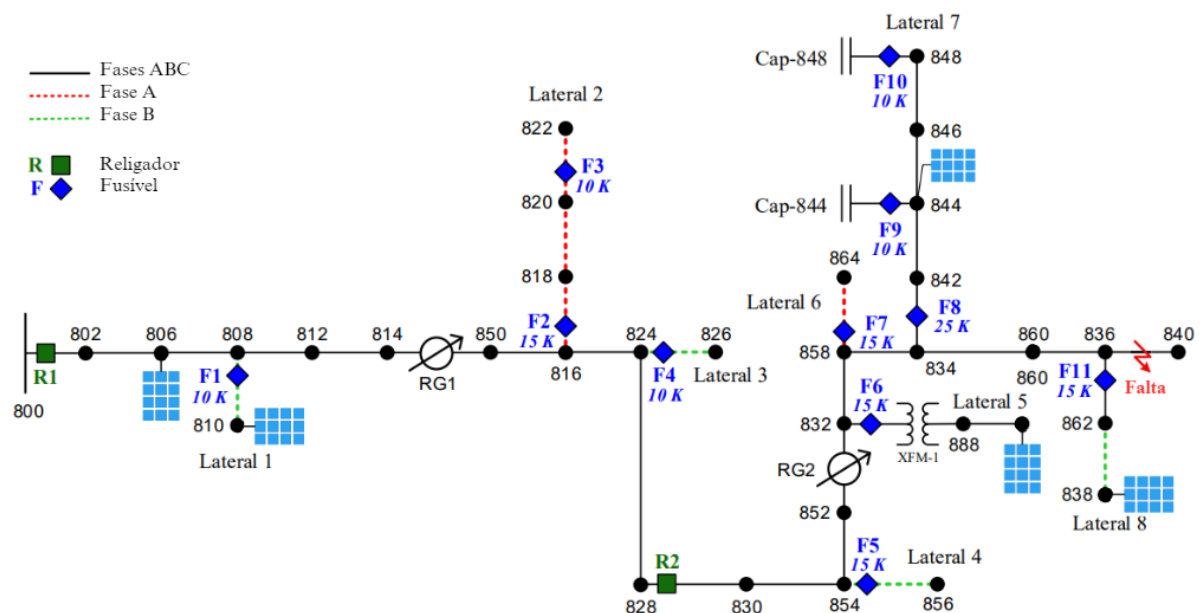 Fases ABC
Fase A
Fase B
R Religador
F Fusível
Lateral 7
Cap-848
848
F10
10 K
846
Lateral 2
822
F3
10 K
820
Cap-844
844
F9
10 K
818
864
842
Lateral 6
F2
15 K
F7
15 K
F8
25 K
802
806
808
812
814
850
824
826
860
836
840
R1
F1
10 K
RG1
816
F4
10 K
Lateral 3
858
834
860
F11
15 K
Falta
800
810
Lateral 1
F6
15 K
Lateral 5
832
XFM-1
888
862
RG2
838
Lateral 8
852
R2
F5
15 K
Lateral 4
828
830
854
856